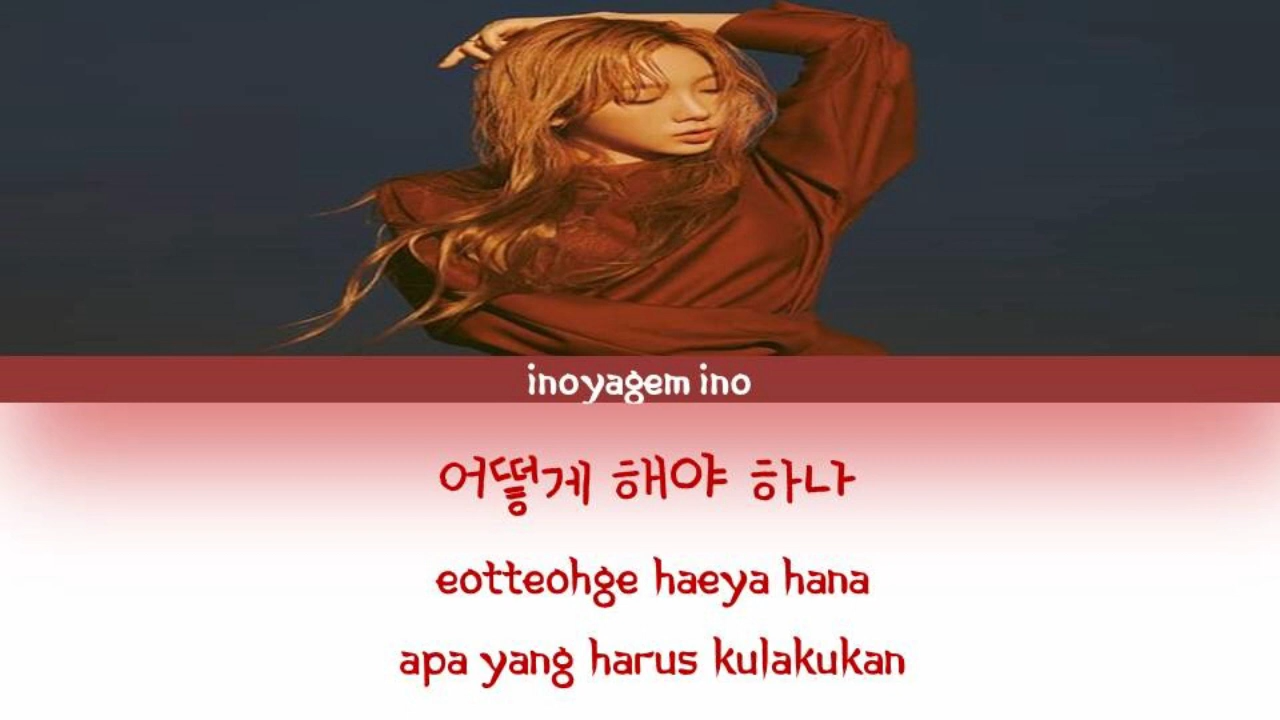 inoyagem ino
어떻게 해야 하나
eotteohge haeya hana
apa yang harus kulakukan